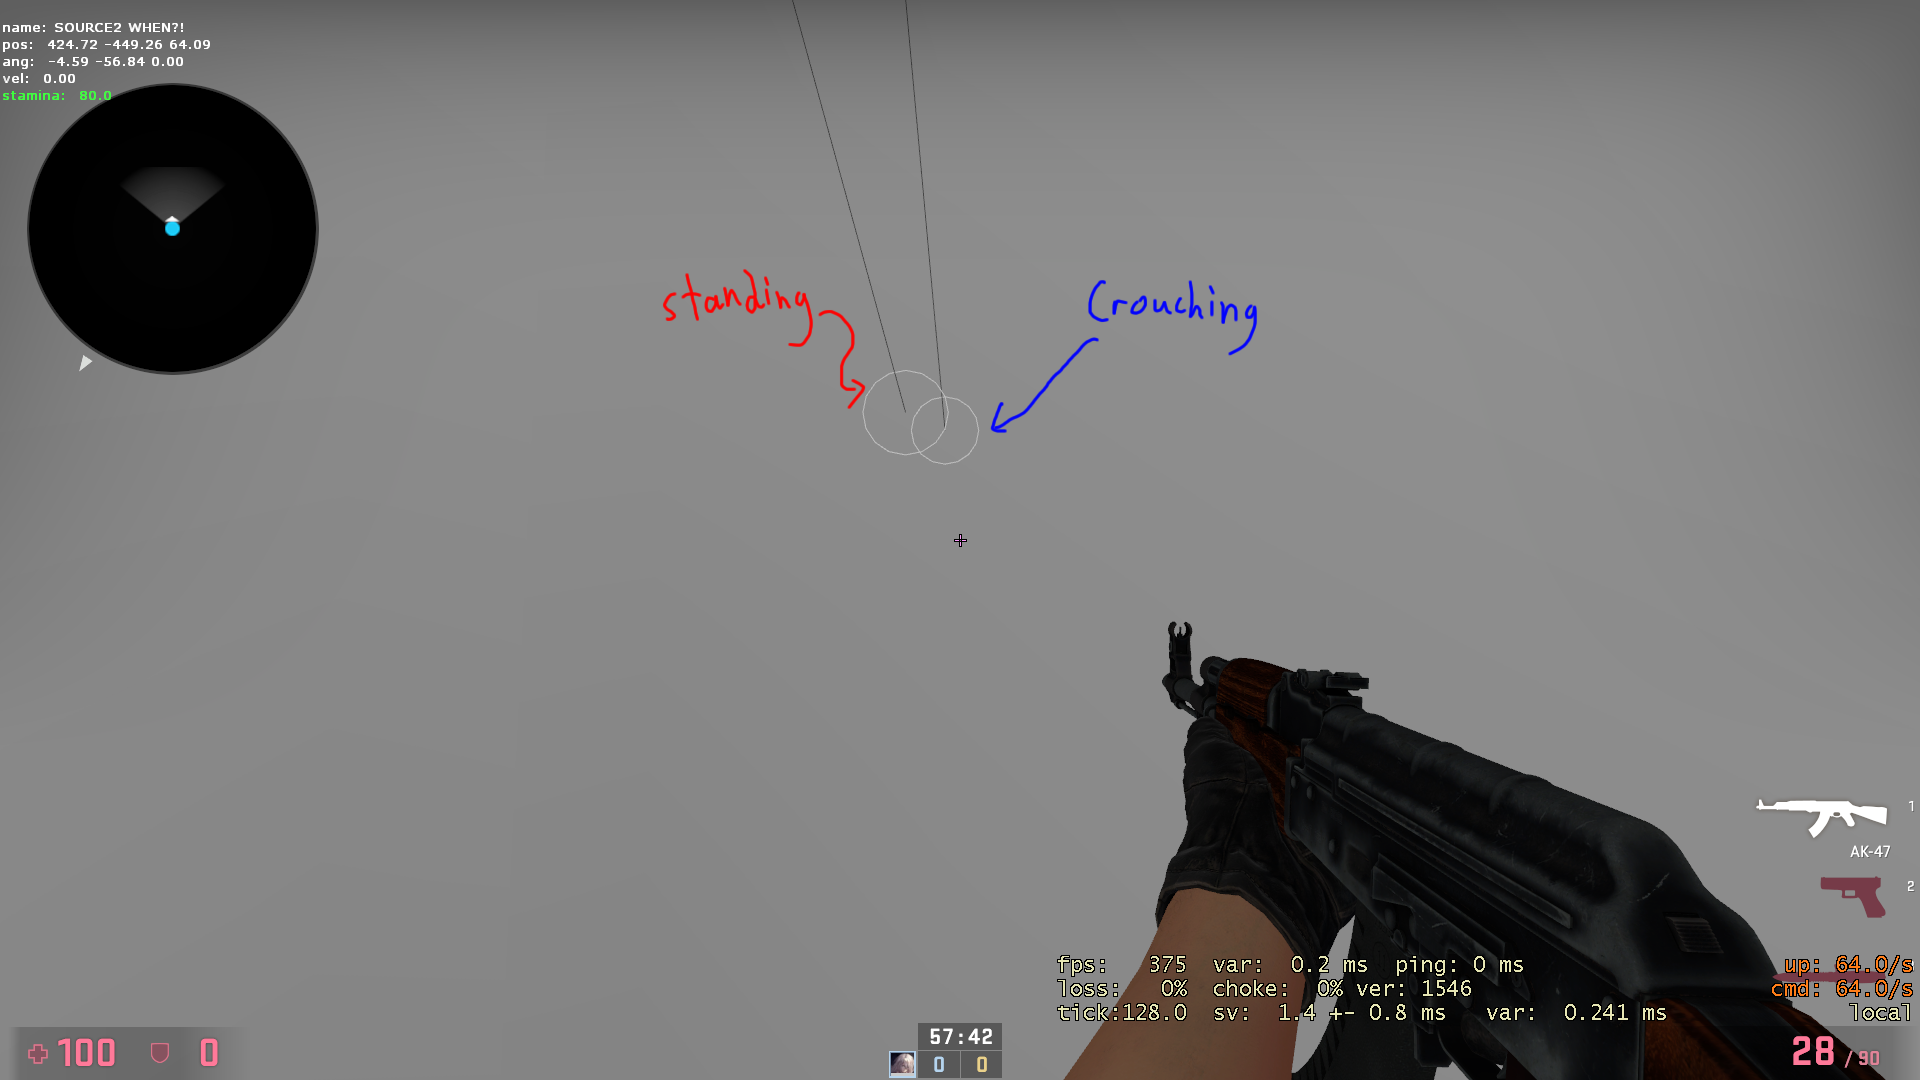 name: SOURCE2 WHEN?!
pos: 424.72 -449.26 64.09
ang: -4.59 -56.84 0.00
vel: 0.00
stamina: 80.0
standing
Crouching
1
AK-47
2
fps: 375 var: 0.2 ms ping: 0 ms
loss: 0% choke: 0% ver: 1546
tick:128.0 sv: 1.4 +- 0.8 ms var: 0.241 ms
up: 64.0/s
cmd: 64.0/s
local
100 0
57:42
0 0
28 / 90